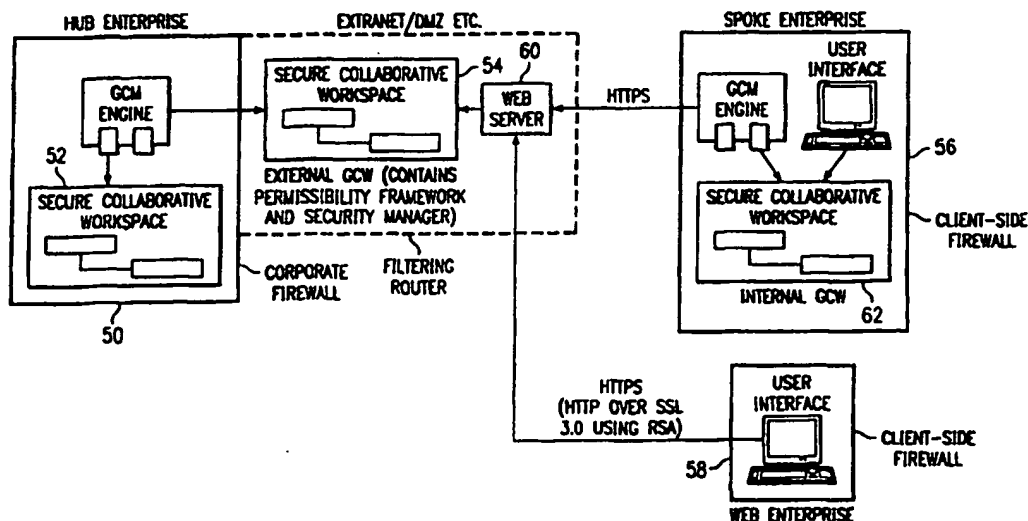 HUB ENTERPRISE
GCM
ENGINE
52
SECURE COLLABORATIVE
WORKSPACE
50
CORPORATE
FIREWALL
EXTRANET/DMZ ETC.
SECURE COLLABORATIVE
WORKSPACE
54
60
WEB
SERVER
EXTERNAL GCW (CONTAINS
PERMISSIBILITY FRAMEWORK
AND SECURITY MANAGER)
FILTERING
ROUTER
HTTPS
SPOKE ENTERPRISE
GCM
ENGINE
USER
INTERFACE
56
SECURE COLLABORATIVE
WORKSPACE
INTERNAL GCW
62
CLIENT-SIDE
FIREWALL
HTTPS
(HTTP OVER SSL
3.0 USING RSA)
USER
INTERFACE
58
CLIENT-SIDE
FIREWALL
WEB ENTERPRISE